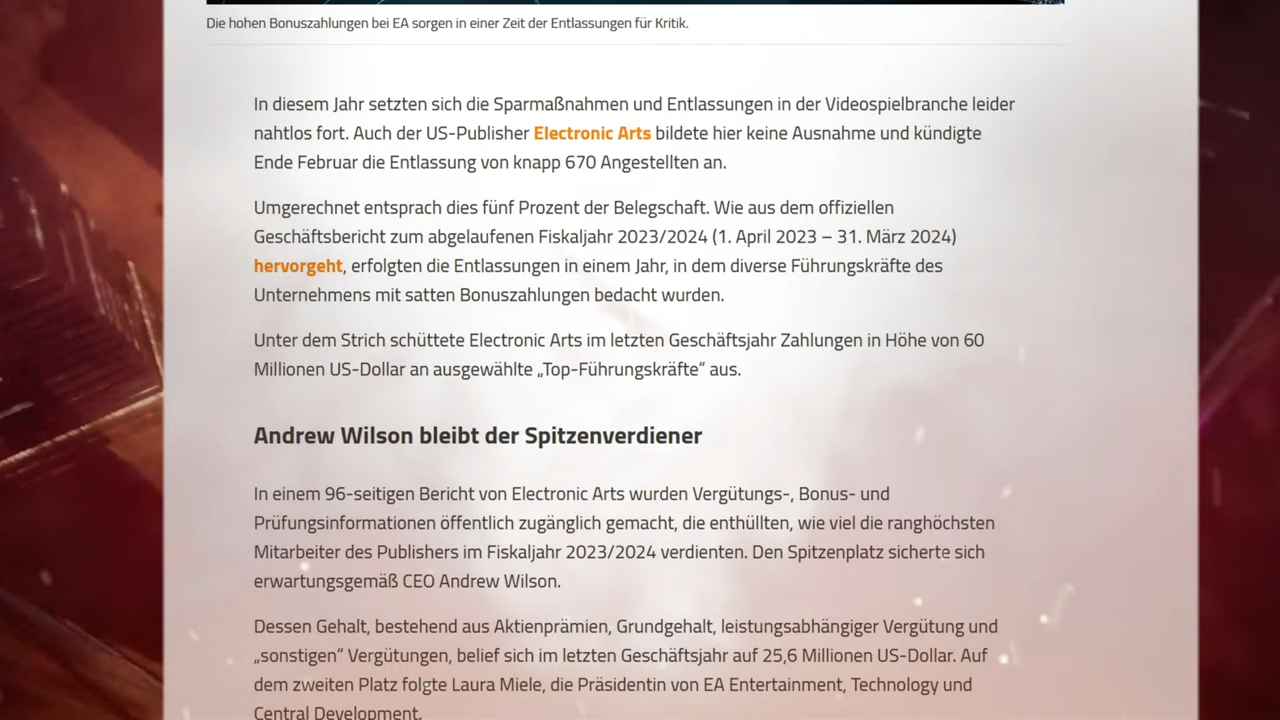 Die hohen Bonuszahlungen bei EA sorgen in einer Zeit der Entlassungen für Kritik.
In diesem Jahr setzten sich die Sparmaßnahmen und Entlassungen in der Videospielbranche leider
nahtlos fort. Auch der US-Publisher Electronic Arts bildete hier keine Ausnahme und kündigte
Ende Februar die Entlassung von knapp 670 Angestellten an.
Umgerechnet entsprach dies fünf Prozent der Belegschaft. Wie aus dem offiziellen
Geschäftsbericht zum abgelaufenen Fiskaljahr 2023/2024 (1. April 2023 – 31. März 2024)
hervorgeht, erfolgten die Entlassungen in einem Jahr, in dem diverse Führungskräfte des
Unternehmens mit satten Bonuszahlungen bedacht wurden.
Unter dem Strich schüttete Electronic Arts im letzten Geschäftsjahr Zahlungen in Höhe von 60
Millionen US-Dollar an ausgewählte „Top-Führungskräfte“ aus.
Andrew Wilson bleibt der Spitzenverdiener
In einem 96-seitigen Bericht von Electronic Arts wurden Vergütungs-, Bonus- und
Prüfungsinformationen öffentlich zugänglich gemacht, die enthüllten, wie viel die ranghöchsten
Mitarbeiter des Publishers im Fiskaljahr 2023/2024 verdienten. Den Spitzenplatz sicherte sich
erwartungsgemäß CEO Andrew Wilson.
Dessen Gehalt, bestehend aus Aktienprämien, Grundgehalt, leistungsabhängiger Vergütung und
„sonstigen“ Vergütungen, belief sich im letzten Geschäftsjahr auf 25,6 Millionen US-Dollar. Auf
dem zweiten Platz folgte Laura Miele, die Präsidentin von EA Entertainment, Technology und
Central Development.